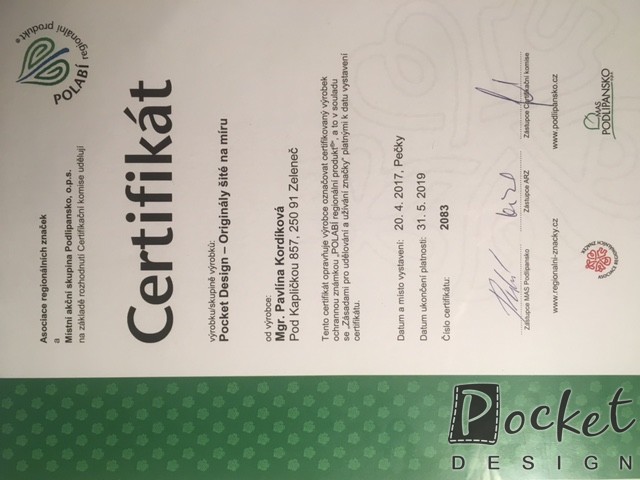 POLABÍ regionální produkt®
Asociace regionálních značek
a
Místní akční skupina Podlipansko, o.p.s.
na základě rozhodnutí Certifikační komise udělují
Certifikát
výrobku/skupině výrobků:
Pocket Design – Originály šité na míru
od výrobce:
Mgr. Pavlína Kordíková
Pod Kapličkou 857, 250 91 Zeleneč
Tento certifikát opravňuje výrobce označovat certifikovaný výrobek
ochrannou známkou „POLABÍ regionální produkt®“, a to v souladu
se „Zásadami pro udělování a užívání značky“ platnými k datu vystavení
certifikátu.
Datum a místo vystavení: 20. 4. 2017, Pečky
Datum ukončení platnosti: 31. 5. 2019
Číslo certifikátu: 2083
Zástupce MAS Podlipansko Zástupce ARZ Zástupce Certifikační komise
www.regionalni-znacky.cz www.podlipansko.cz
MAS
PODLIPANSKO
Pocket
DESIGN